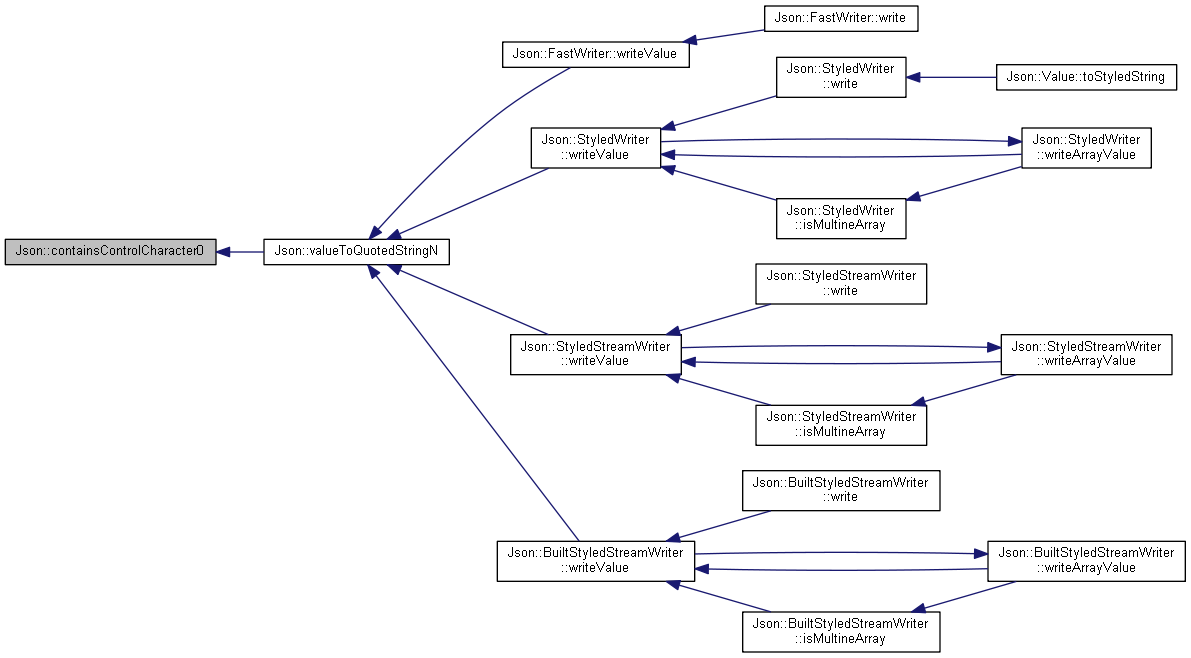 Json::FastWriter::write
Json::FastWriter::writeValue
Json::StyledWriter
::write
Json::Value::toStyledString
Json::StyledWriter
::writeValue
Json::StyledWriter
::writeArrayValue
Json::StyledWriter
::isMultineArray
Json::containsControlCharacter0
Json::valueToQuotedStringN
Json::StyledStreamWriter
::write
Json::StyledStreamWriter
::writeValue
Json::StyledStreamWriter
::writeArrayValue
Json::StyledStreamWriter
::isMultineArray
Json::BuiltStyledStreamWriter
::write
Json::BuiltStyledStreamWriter
::writeValue
Json::BuiltStyledStreamWriter
::writeArrayValue
Json::BuiltStyledStreamWriter
::isMultineArray